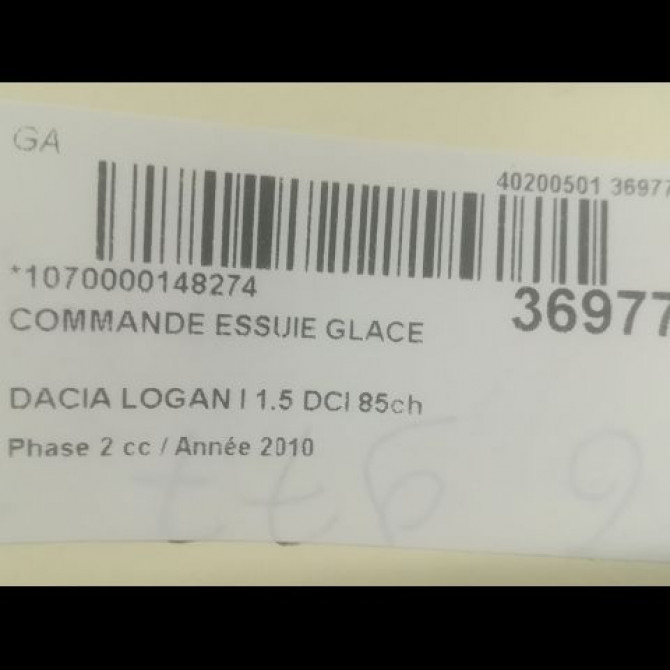 GA
40200501 36977
*1070000148274
36977
COMMANDE ESSUIE GLACE
DACIA LOGAN I 1.5 DCI 85ch
Phase 2 cc / Année 2010